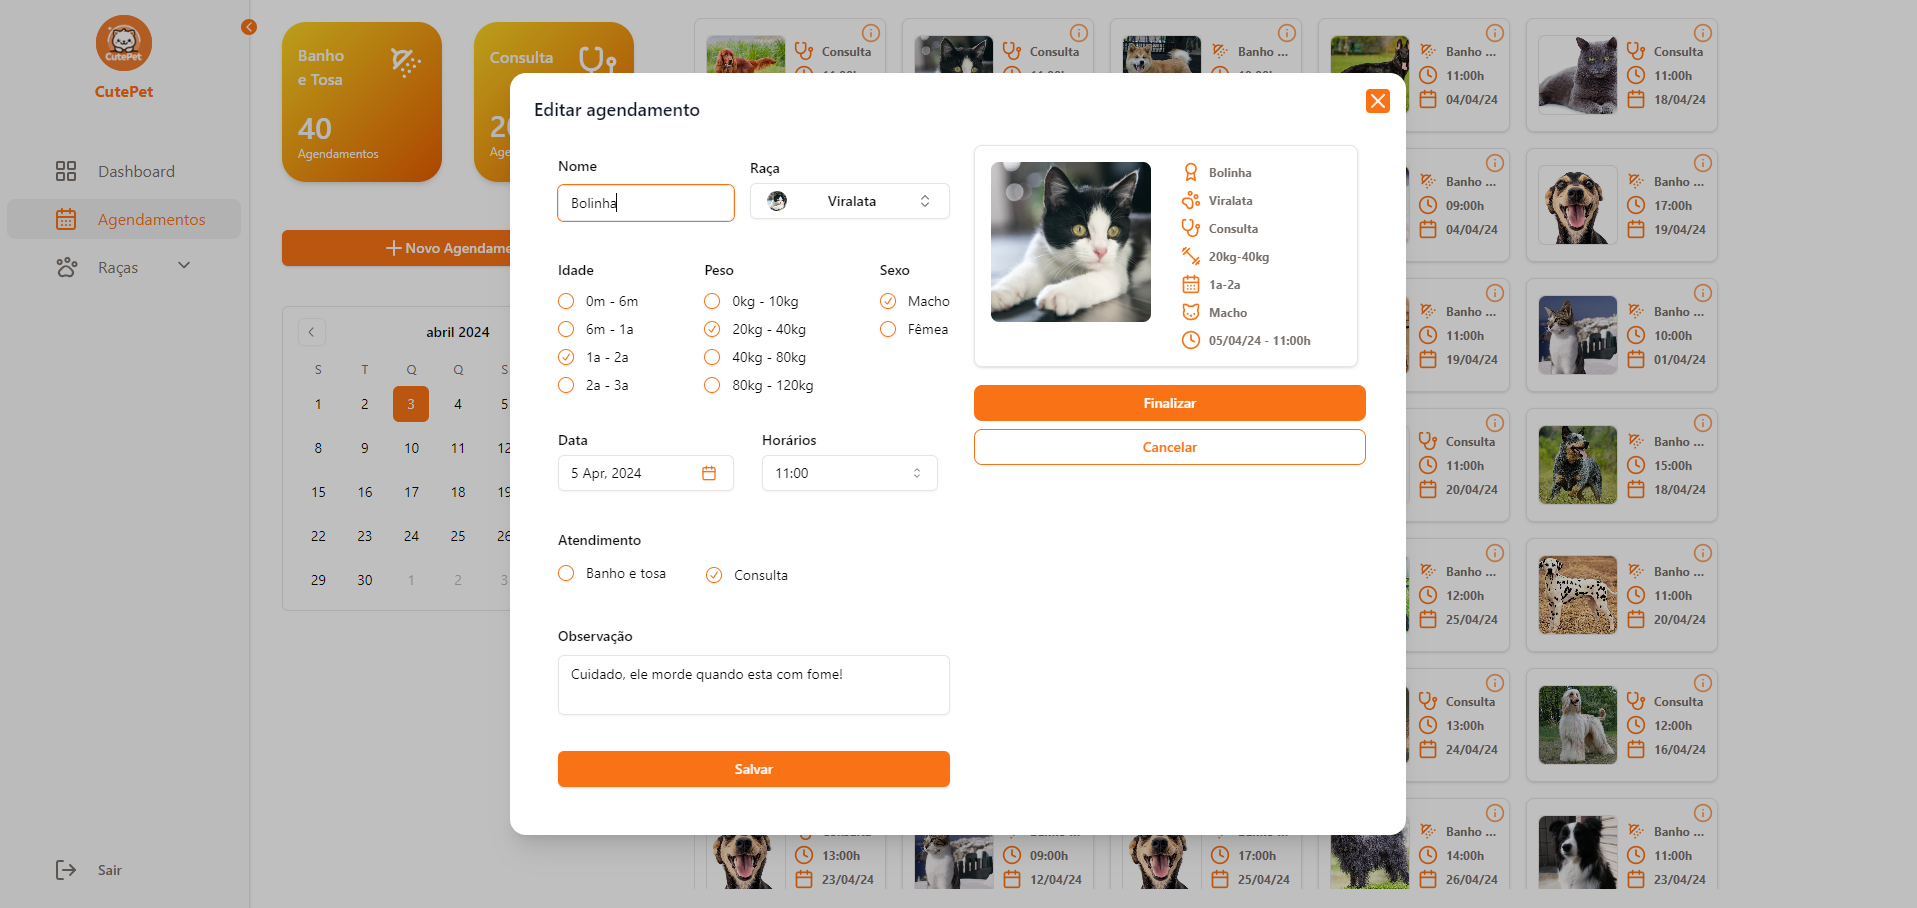 CutePet
CutePet
Dashboard
Agendamentos
Raças
Sair
Banho
e Tosa
40
Agendamentos
Consulta
Novo Agendame
abril 2024
S T Q Q S
1 2 3 4 5
8 9 10 11 12
15 16 17 18 19
22 23 24 25 26
29 30 1 2 3
Editar agendamento
Nome
Bolinha
Raça
Viralata
Idade
0m - 6m
6m - 1a
1a - 2a
2a - 3a
Peso
0kg - 10kg
20kg - 40kg
40kg - 80kg
80kg - 120kg
Sexo
Macho
Fêmea
Data
5 Apr, 2024
Horários
11:00
Atendimento
Banho e tosa
Consulta
Observação
Cuidado, ele morde quando esta com fome!
Salvar
Bolinha
Viralata
Consulta
20kg-40kg
1a-2a
Macho
05/04/24 - 11:00h
Finalizar
Cancelar
Consulta
Consulta
Banho ...
Banho ...
11:00h
04/04/24
Consulta
11:00h
18/04/24
Banho ...
09:00h
04/04/24
Banho ...
17:00h
19/04/24
Banho ...
11:00h
19/04/24
Banho ...
10:00h
01/04/24
Consulta
11:00h
20/04/24
Banho ...
15:00h
18/04/24
Banho ...
12:00h
25/04/24
Banho ...
11:00h
20/04/24
Consulta
13:00h
24/04/24
Consulta
12:00h
16/04/24
13:00h
23/04/24
09:00h
12/04/24
17:00h
25/04/24
Banho ...
14:00h
26/04/24
Banho ...
11:00h
23/04/24